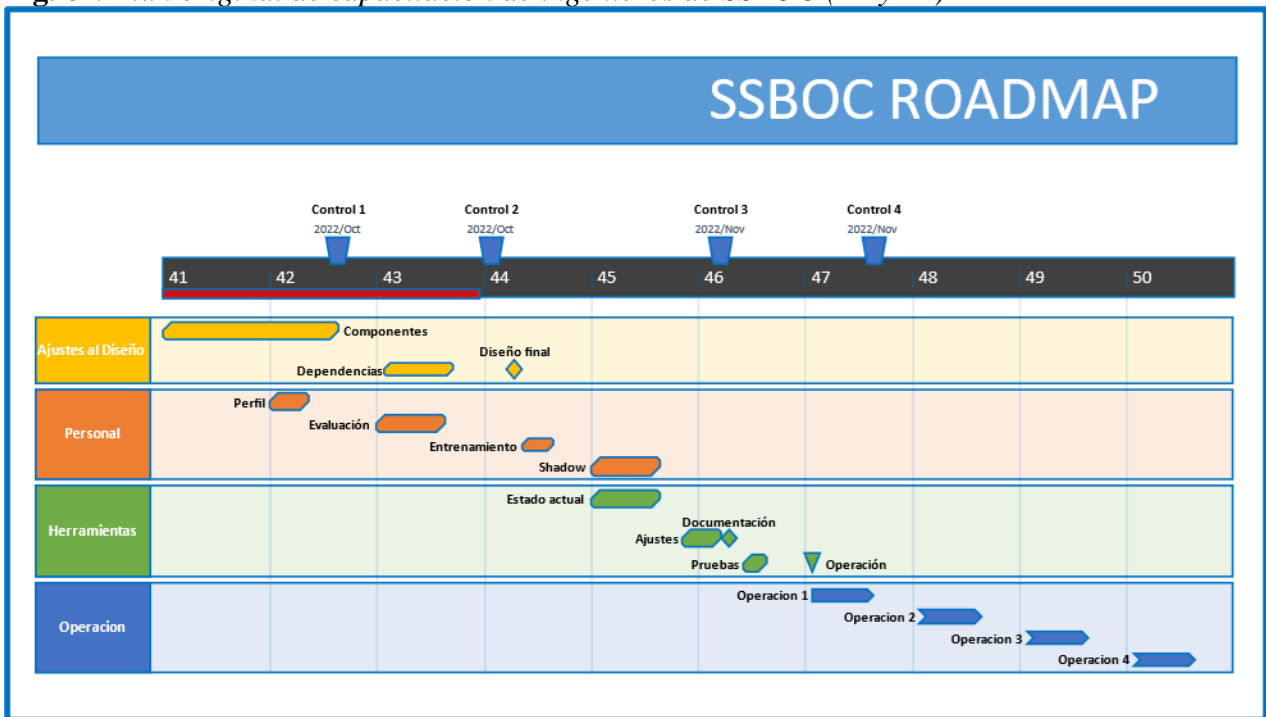 SSBOC ROADMAP
Control 1
2022/Oct
Control 2
2022/Oct
Control 3
2022/Nov
Control 4
2022/Nov
41 42 43 44 45 46 47 48 49 50
Ajustes al Diseño
Componentes
Dependencias
Diseño final
Personal
Perfil
Evaluación
Entrenamiento
Shadow
Herramientas
Estado actual
Documentación
Ajustes
Pruebas
Operación
Operacion
Operacion 1
Operacion 2
Operacion 3
Operacion 4